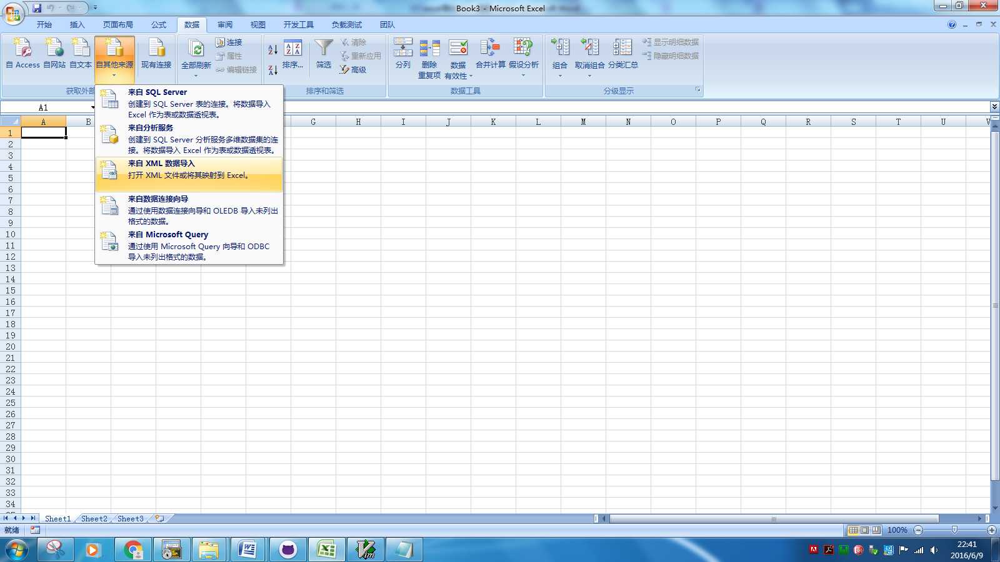 Book3 - Microsoft Excel
开始 插入 页面布局 公式 数据 审阅 视图 开发工具 负载测试 团队
自 Access 自网站 自文本 自其他来源 现有连接 全部刷新 连接 属性 编辑链接 排序... 筛选 清除 重新应用 高级 分列 删除 重复项 数据 有效性 合并计算 假设分析 组合 取消组合 分类汇总 显示明细数据 隐藏明细数据
获取外部 排序和筛选 数据工具 分级显示
A1
来自 SQL Server
创建到 SQL Server 表的连接。将数据导入
Excel 作为表或数据透视表。
来自分析服务
创建到 SQL Server 分析服务多维数据集的连
接。将数据导入 Excel 作为表或数据透视表。
来自 XML 数据导入
打开 XML 文件或将其映射到 Excel。
来自数据连接向导
通过使用数据连接向导和 OLEDB 导入未列出
格式的数据。
来自 Microsoft Query
通过使用 Microsoft Query 向导和 ODBC
导入未列出格式的数据。
A B G H I J K L M N O P Q R S T U
1
2
3
4
5
6
7
8
9
10
11
12
13
14
15
16
17
18
19
20
21
22
23
24
25
26
27
28
29
30
31
32
33
34
Sheet1 Sheet2 Sheet3
就绪 100%
22:41
2016/6/9